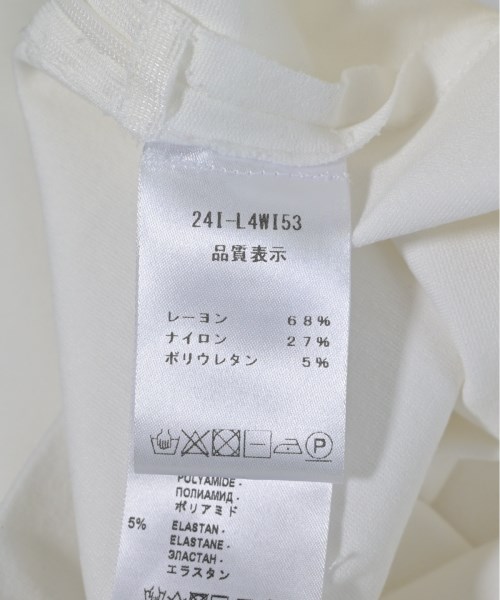 24I-L4WI53
品質表示
レーヨン 68%
ナイロン 27%
ポリウレタン 5%
P
POLYAMIDE -
ПОЛИАМИД -
ポリアミド
5% ELASTAN -
ELASTANE -
ЭЛАСТАН -
エラスタン